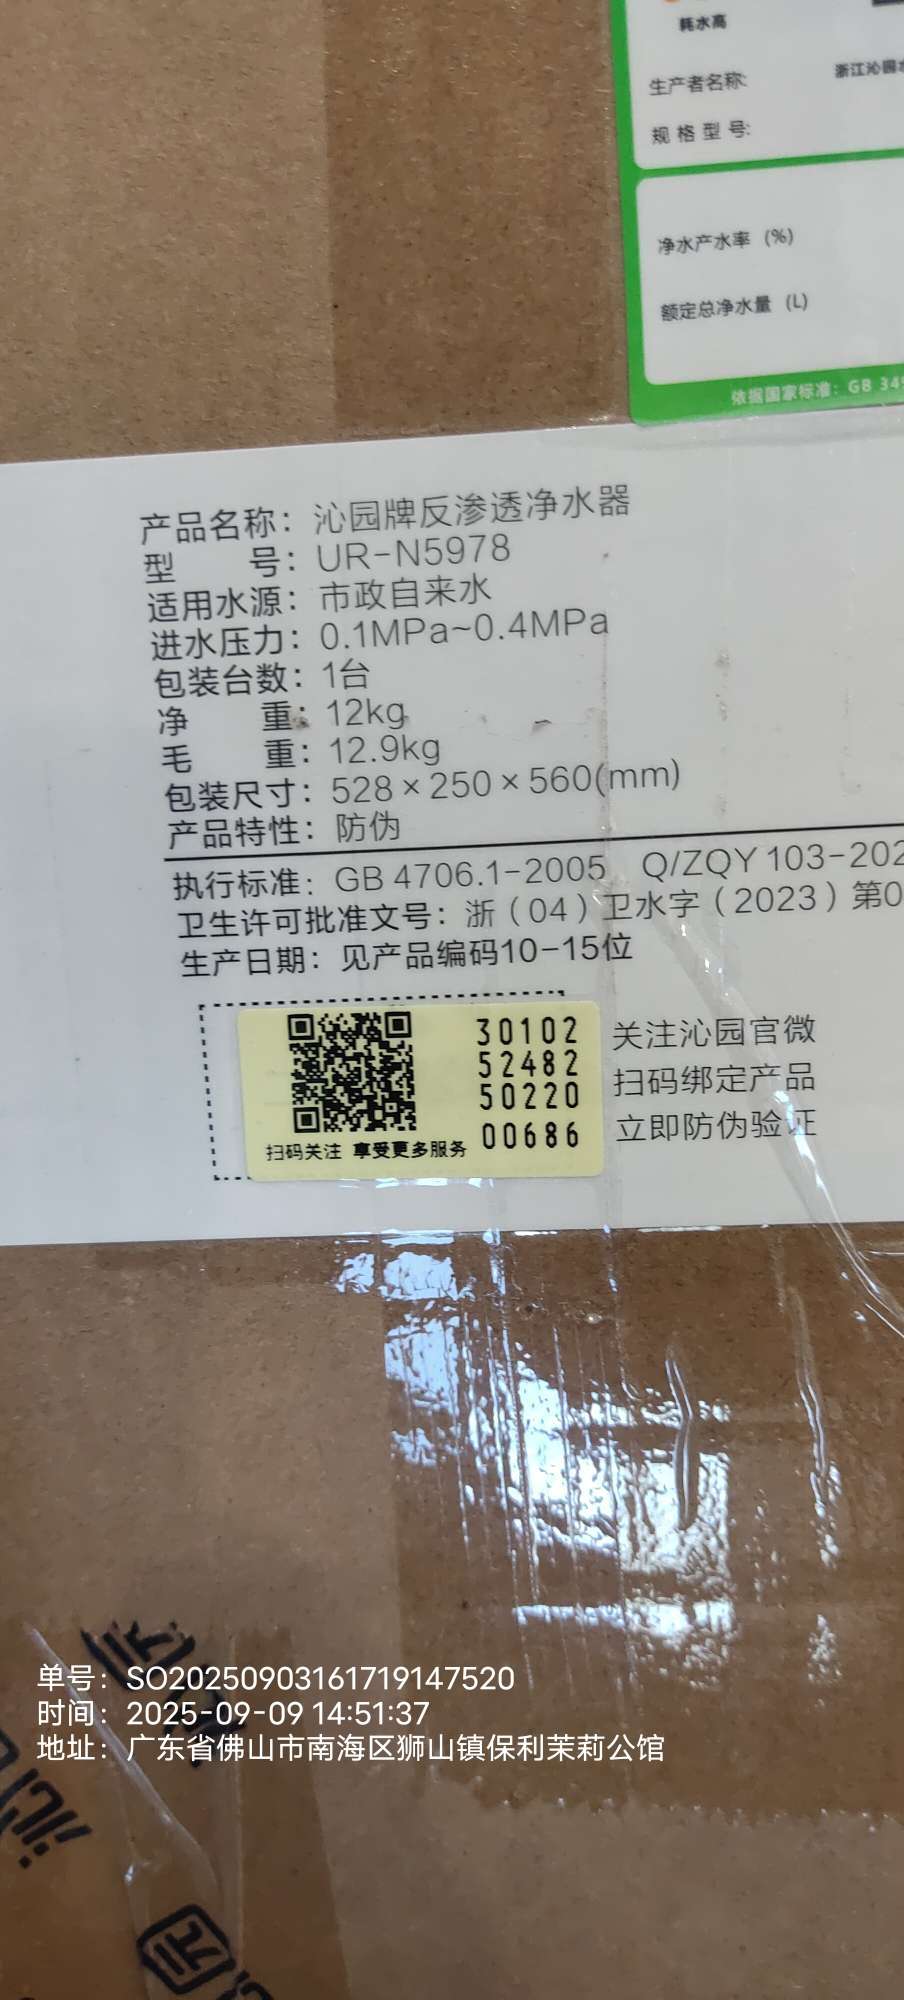 耗水高
生产者名称:
浙江沁园水
规格型号:
净水产水率 (%)
额定总净水量 (L)
依据国家标准: GB 345
产品名称: 沁园牌反渗透净水器
型 号: UR-N5978
适用水源: 市政自来水
进水压力: 0.1MPa~0.4MPa
包装台数: 1台
净 重: 12kg
毛 重: 12.9kg
包装尺寸: 528×250×560(mm)
产品特性: 防伪
执行标准: GB 4706.1-2005 Q/ZQY 103-202
卫生许可批准文号: 浙（04）卫水字（2023）第0
生产日期: 见产品编码10-15位
30102
52482
50220
00686
扫码关注 享受更多服务
关注沁园官微
扫码绑定产品
立即防伪验证
单号: SO20250903161719147520
时间: 2025-09-09 14:51:37
地址: 广东省佛山市南海区狮山镇保利茉莉公馆